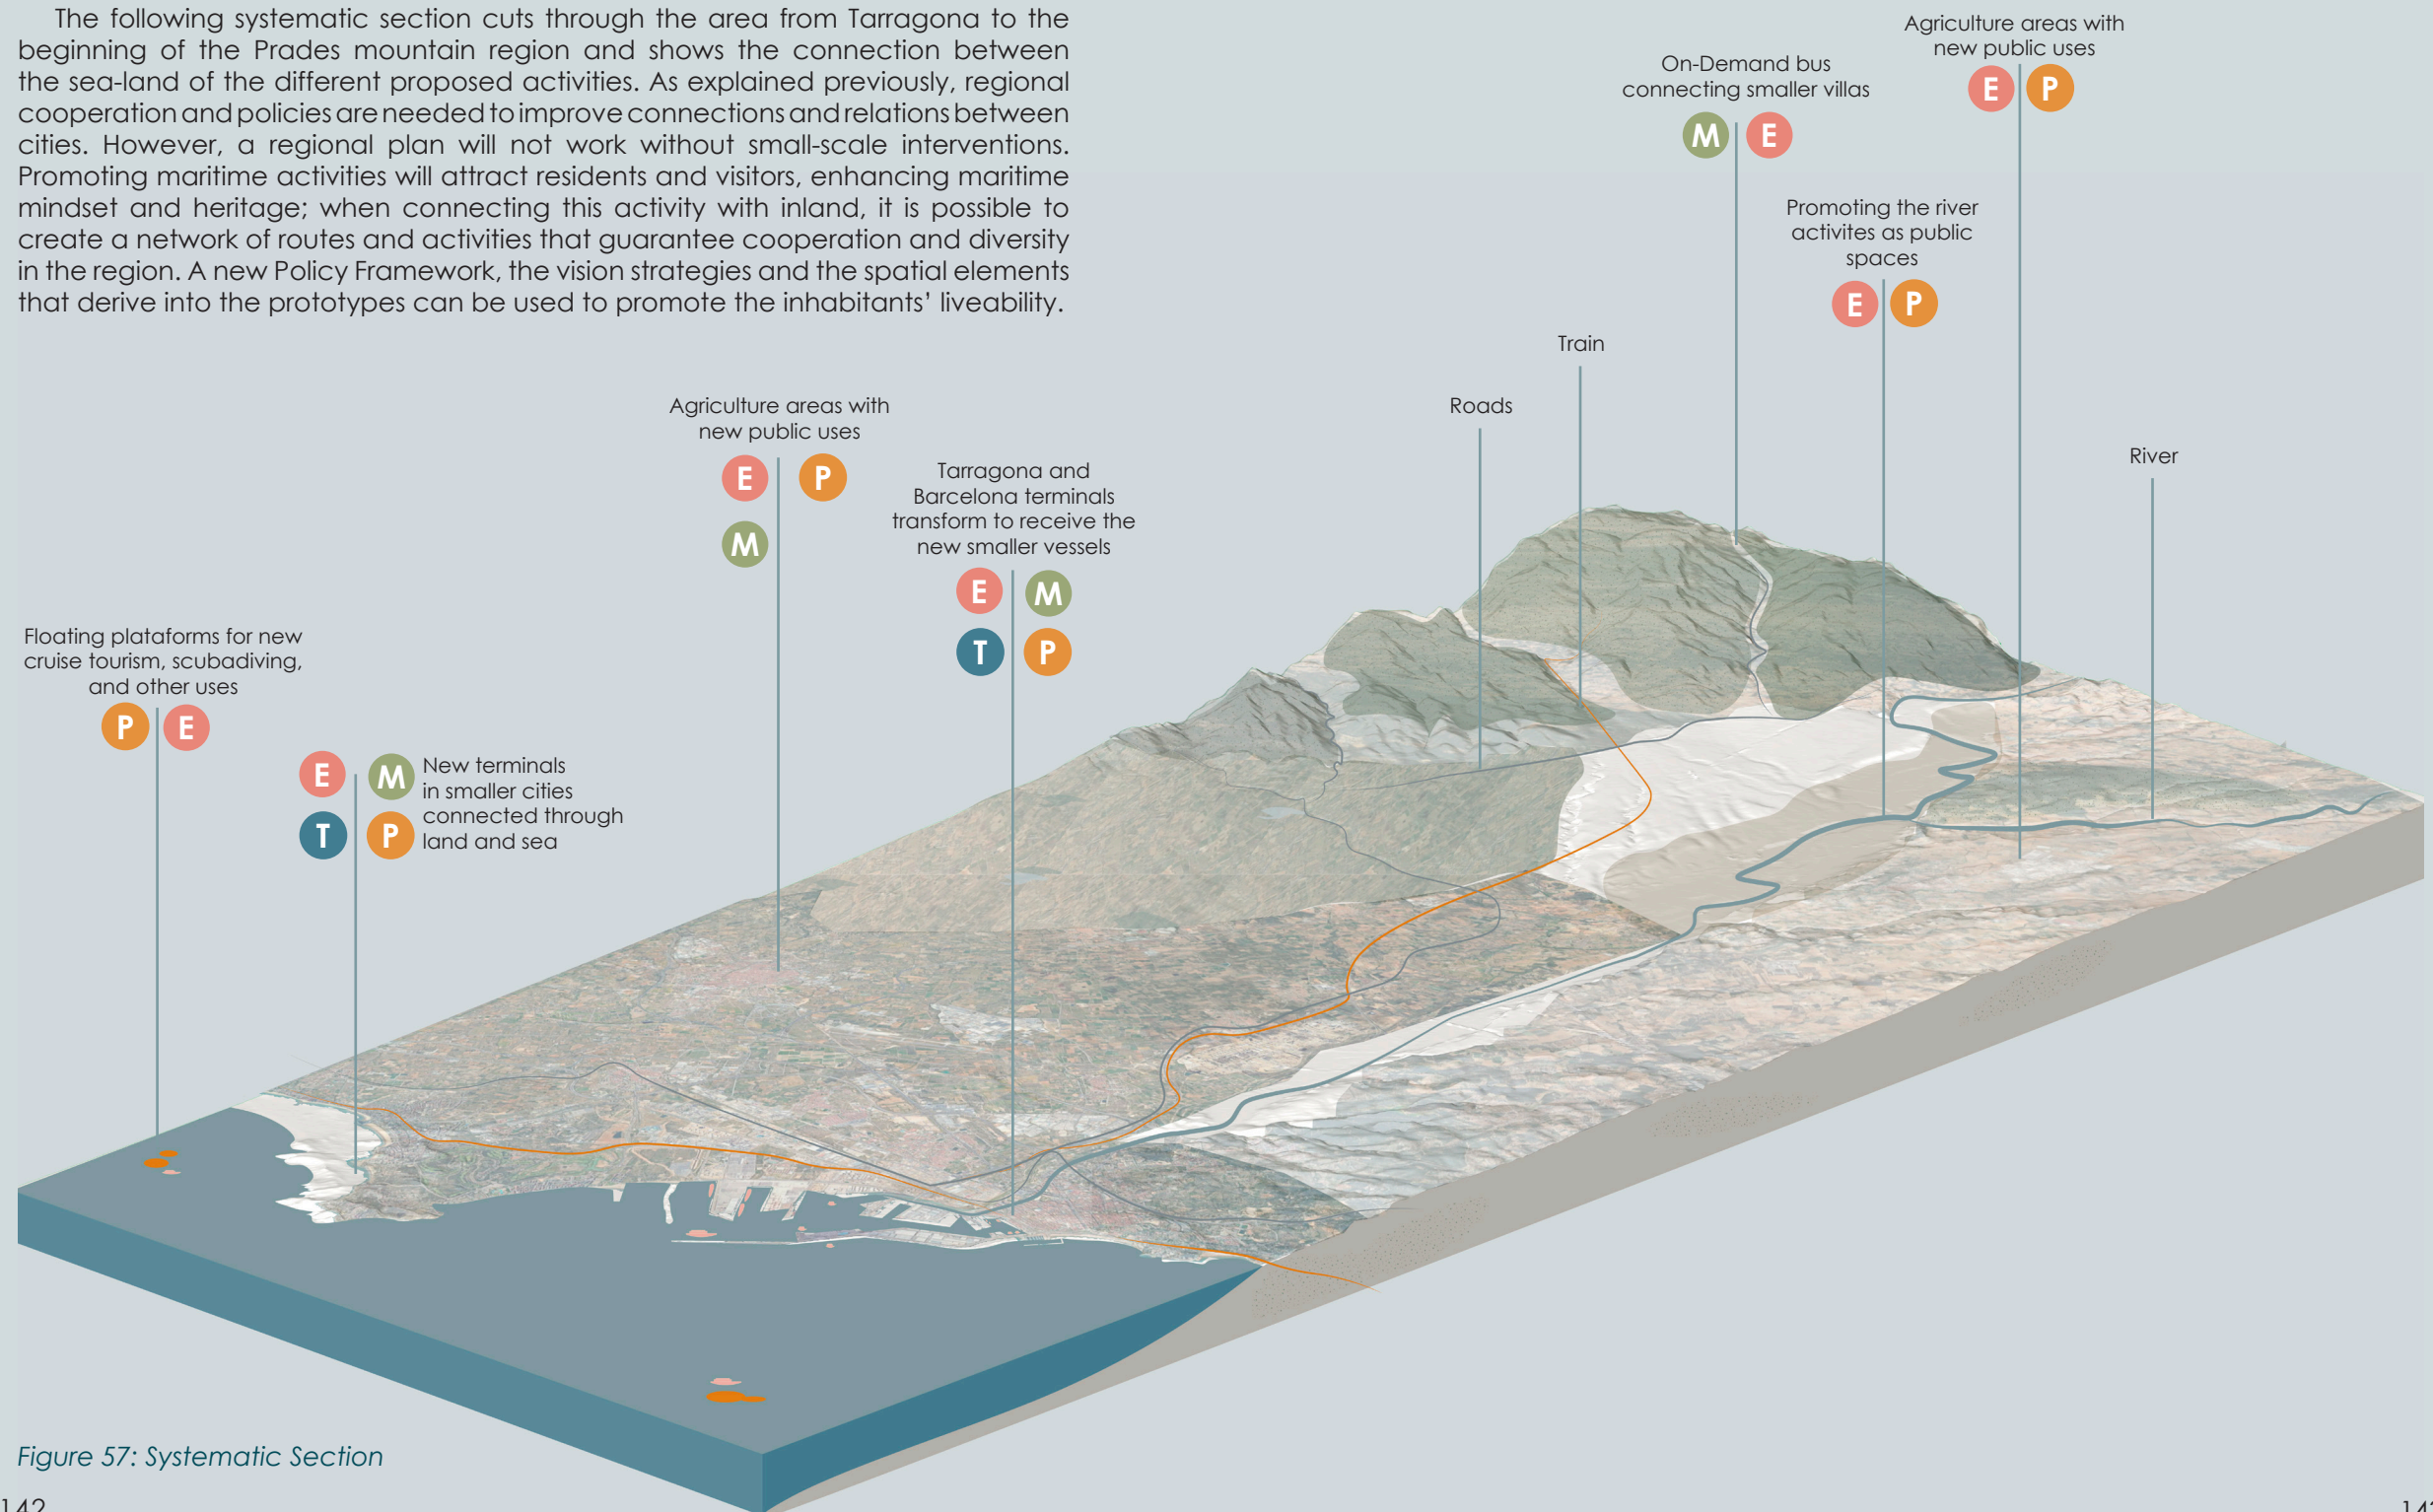 The following systematic section cuts through the area from Tarragona to the
beginning of the Prades mountain region and shows the connection between
the sea-land of the different proposed activities. As explained previously, regional
cooperation and policies are needed to improve connections and relations between
cities. However, a regional plan will not work without small-scale interventions.
Promoting maritime activities will attract residents and visitors, enhancing maritime
mindset and heritage; when connecting this activity with inland, it is possible to
create a network of routes and activities that guarantee cooperation and diversity
in the region. A new Policy Framework, the vision strategies and the spatial elements
that derive into the prototypes can be used to promote the inhabitants’ liveability.
Agriculture areas with
new public uses
E P
On-Demand bus
connecting smaller villas
M E
Promoting the river
activites as public
spaces
E P
Train
Roads
River
Agriculture areas with
new public uses
E P
M
Tarragona and
Barcelona terminals
transform to receive the
new smaller vessels
E M
T P
Floating plataforms for new
cruise tourism, scubadiving,
and other uses
P E
E M
T P
New terminals
in smaller cities
connected through
land and sea
Figure 57: Systematic Section
142